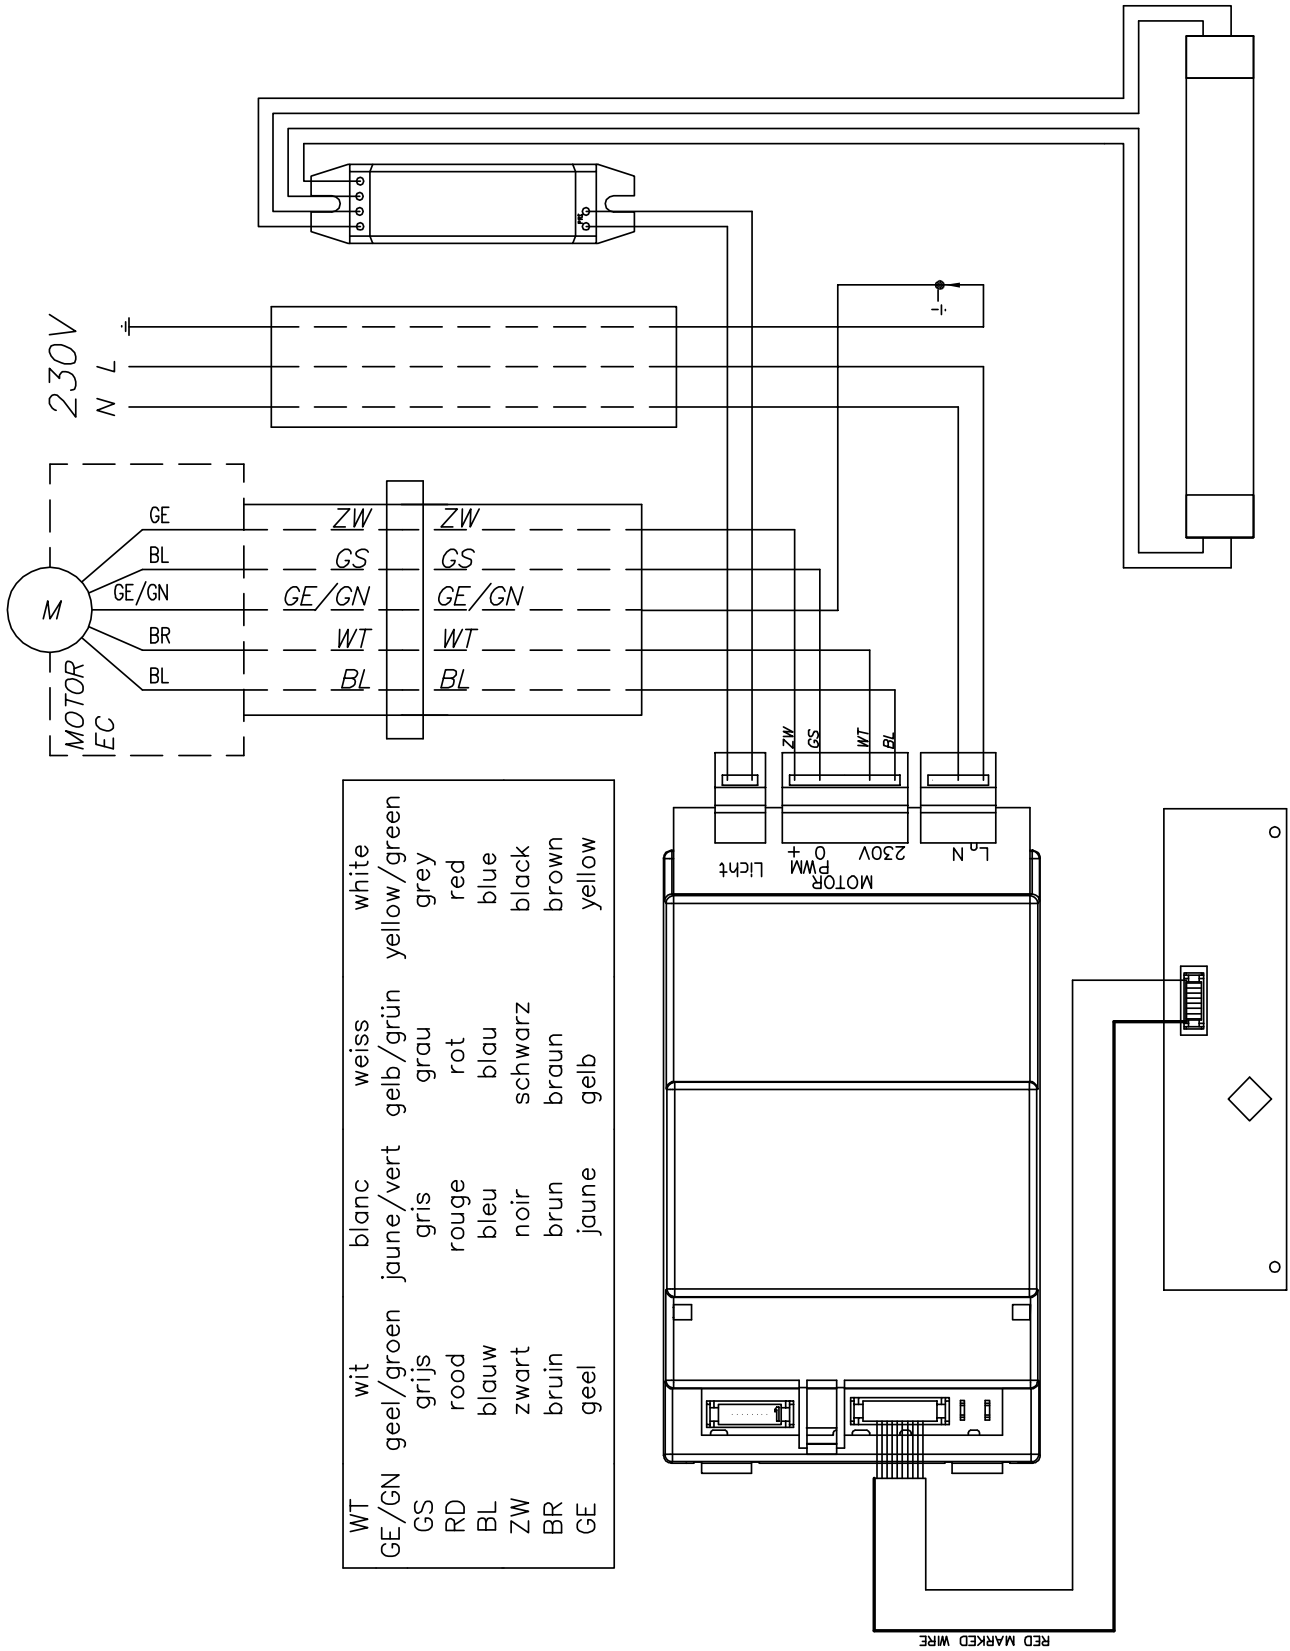 230V
N L
MOTOR
EC
M
GE
BL
GE/GN
BR
BL
ZW ZW
GS GS
GE/GN GE/GN
WT WT
BL BL
ZW
GS
WT
BL
Licht
+ 0
PWM
230V
MOTOR
L N
WT wit blanc weiss white
GE/GN geel/groen jaune/vert gelb/grün yellow/green
GS grijs gris grau grey
RD rood rouge rot red
BL blauw bleu blau blue
ZW zwart noir schwarz black
BR bruin brun braun brown
GE geel jaune gelb yellow
RED MARKED WIRE